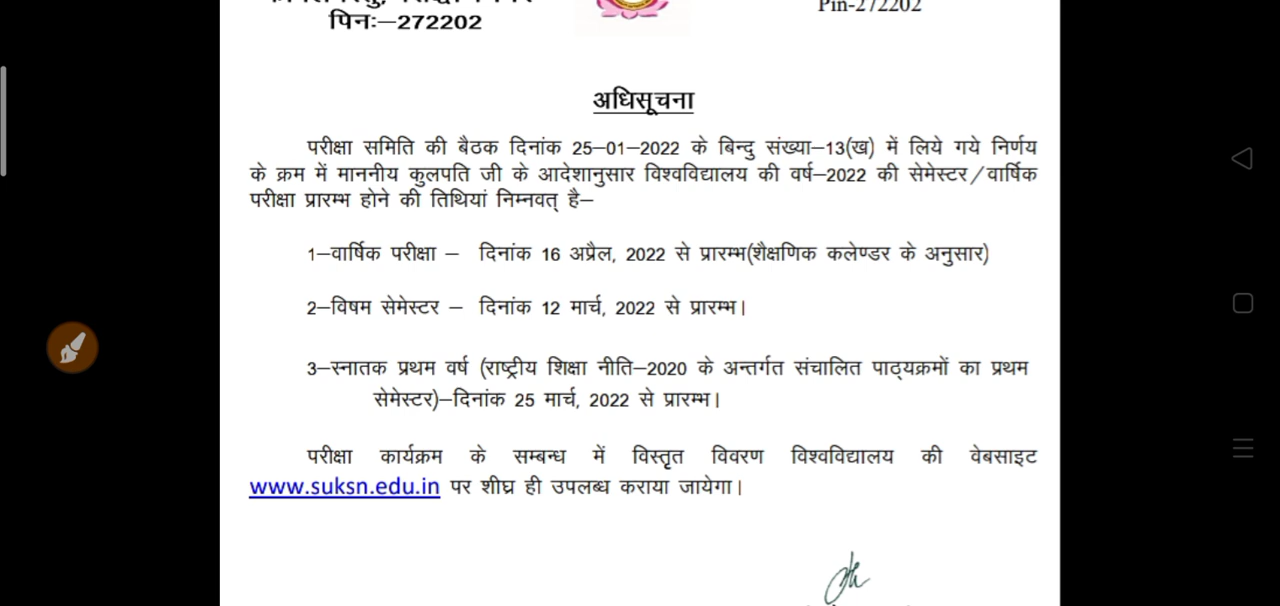 पिनः–272202
Pin-272202
अधिसूचना
परीक्षा समिति की बैठक दिनांक 25–01–2022 के बिन्दु संख्या–13(ख) में लिये गये निर्णय
के क्रम में माननीय कुलपति जी के आदेशानुसार विश्वविद्यालय की वर्ष–2022 की सेमेस्टर/वार्षिक
परीक्षा प्रारम्भ होने की तिथियां निम्नवत् है–
1–वार्षिक परीक्षा – दिनांक 16 अप्रैल, 2022 से प्रारम्भ(शैक्षणिक कलेण्डर के अनुसार)
2–विषम सेमेस्टर – दिनांक 12 मार्च, 2022 से प्रारम्भ।
3–स्नातक प्रथम वर्ष (राष्ट्रीय शिक्षा नीति–2020 के अन्तर्गत संचालित पाठ्यक्रमों का प्रथम
सेमेस्टर)–दिनांक 25 मार्च, 2022 से प्रारम्भ।
परीक्षा कार्यक्रम के सम्बन्ध में विस्तृत विवरण विश्वविद्यालय की वेबसाइट
www.suksn.edu.in पर शीघ्र ही उपलब्ध कराया जायेगा।